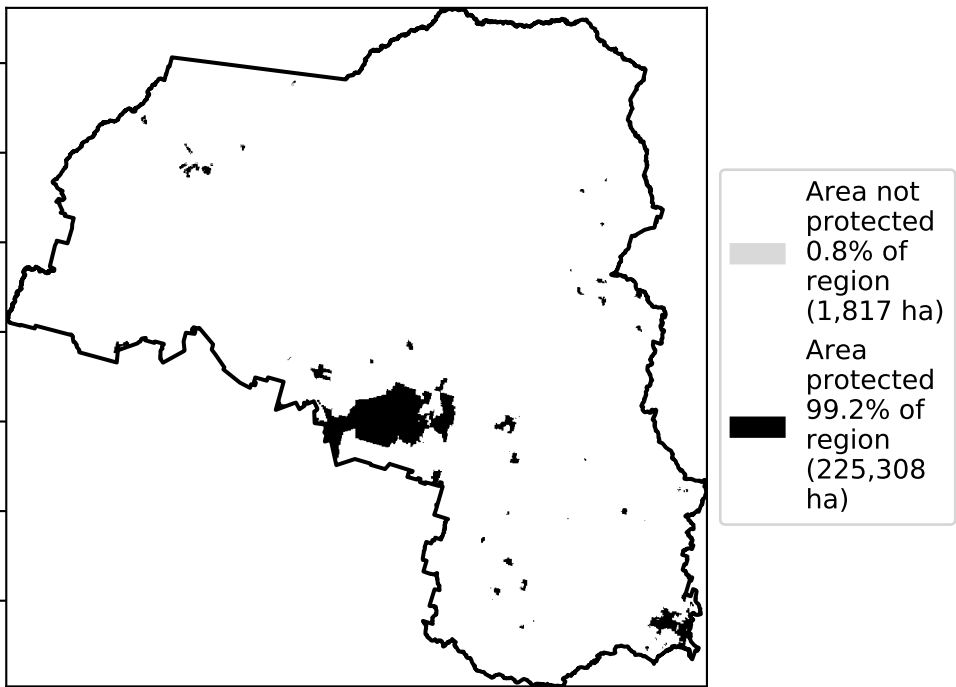 Area not
protected
0.8% of
region
(1,817 ha)
Area
protected
99.2% of
region
(225,308
ha)